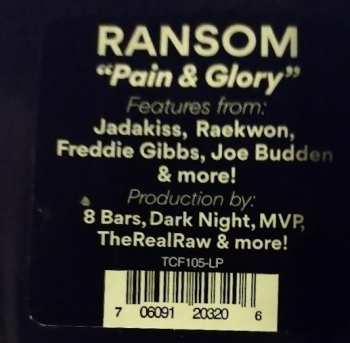 RANSOM
“Pain & Glory”
Features from:
Jadakiss, Raekwon,
Freddie Gibbs, Joe Budden
& more!
Production by:
8 Bars, Dark Night, MVP,
TheRealRaw & more!
TCF105-LP
7 06091 20320 6